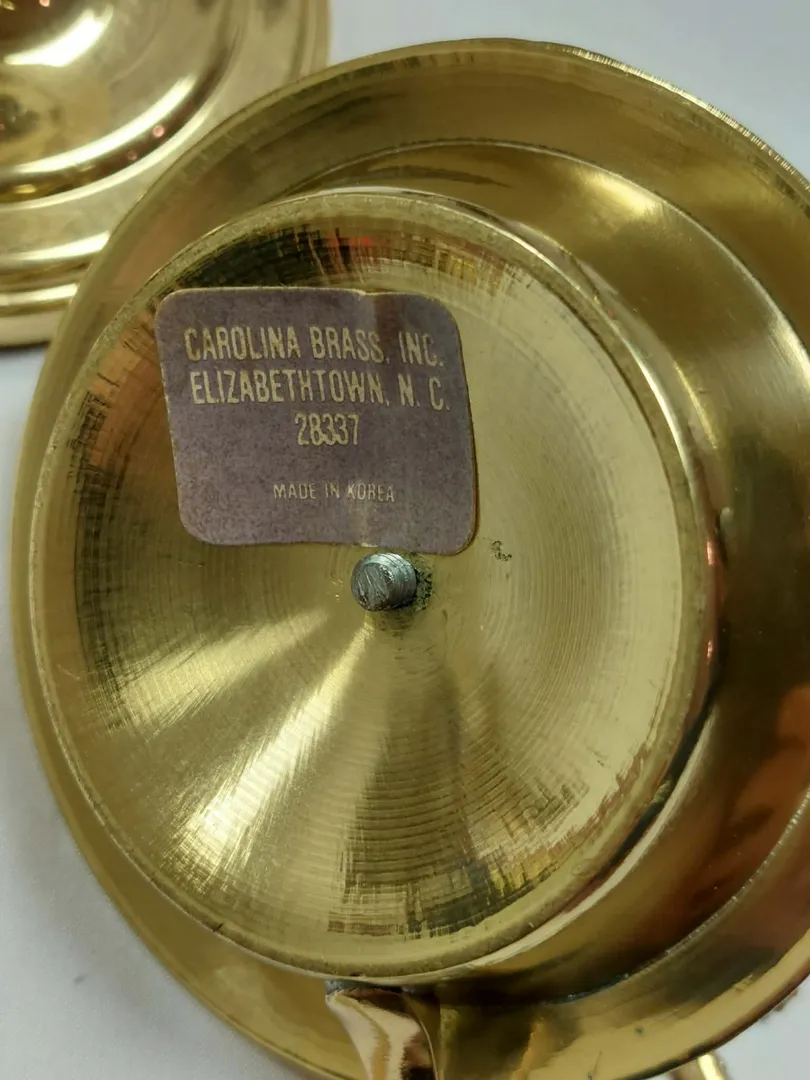 CAROLINA BRASS, INC.
ELIZABETHTOWN, N. C.
28337
MADE IN KOREA